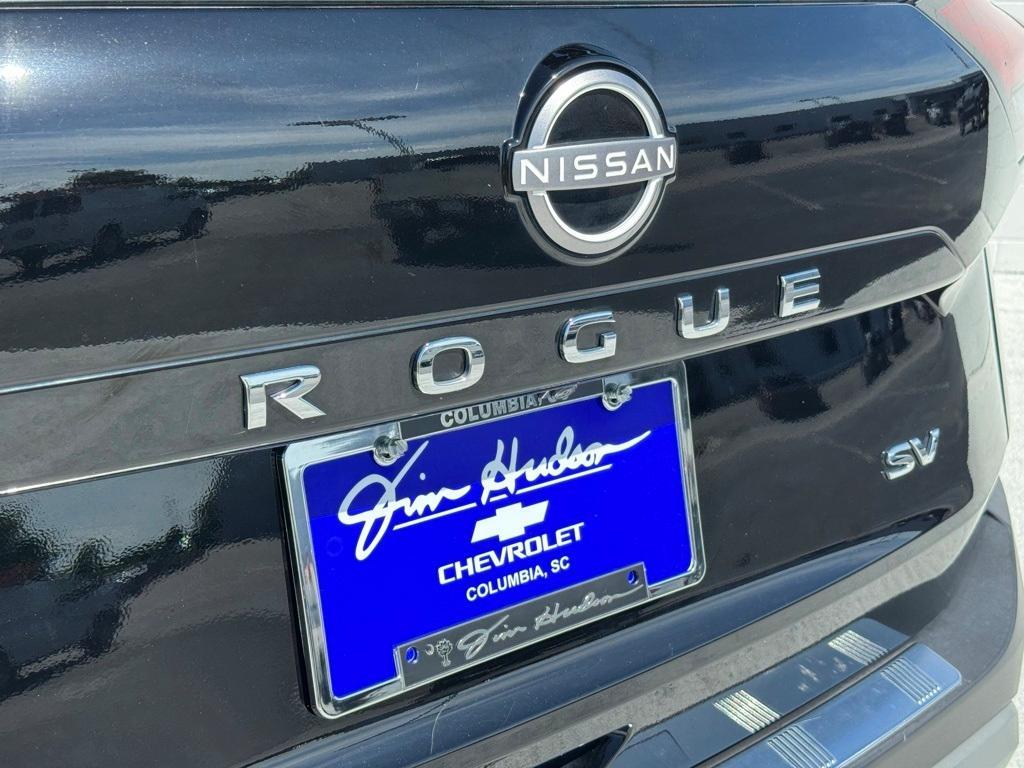 NISSAN
ROGUE
SV
COLUMBIA
Jim Hudson
CHEVROLET
COLUMBIA, SC
Jim Hudson